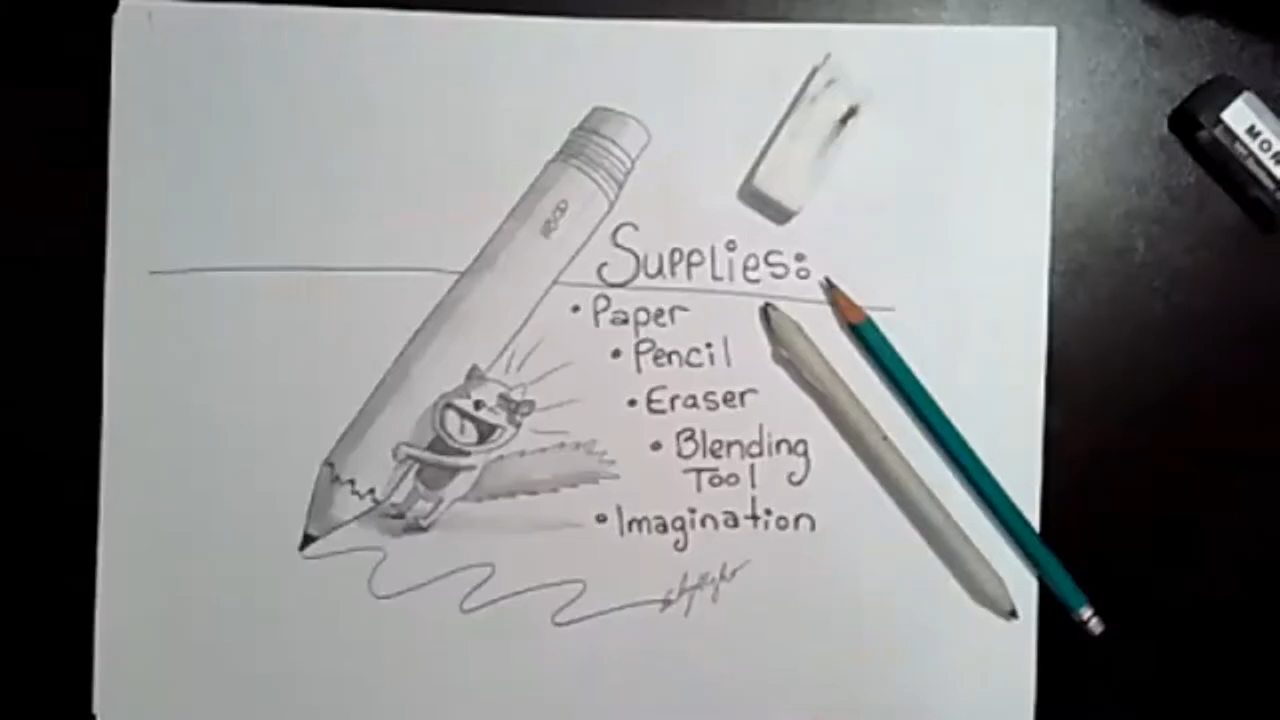 Supplies:
• Paper
• Pencil
• Eraser
• Blending
Tool
• Imagination